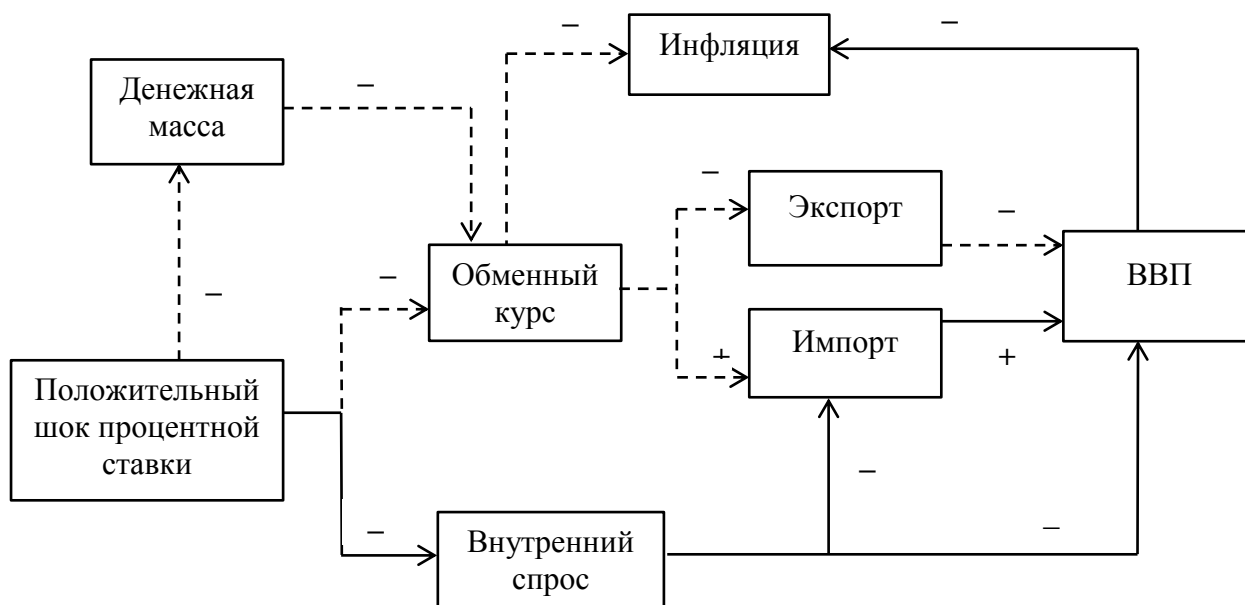 –
–
Инфляция
Денежная
масса
–
–
Экспорт
–
–
–
Обменный
курс
ВВП
+
Импорт
+
Положительный
шок процентной
ставки
–
–
Внутренний
спрос
–